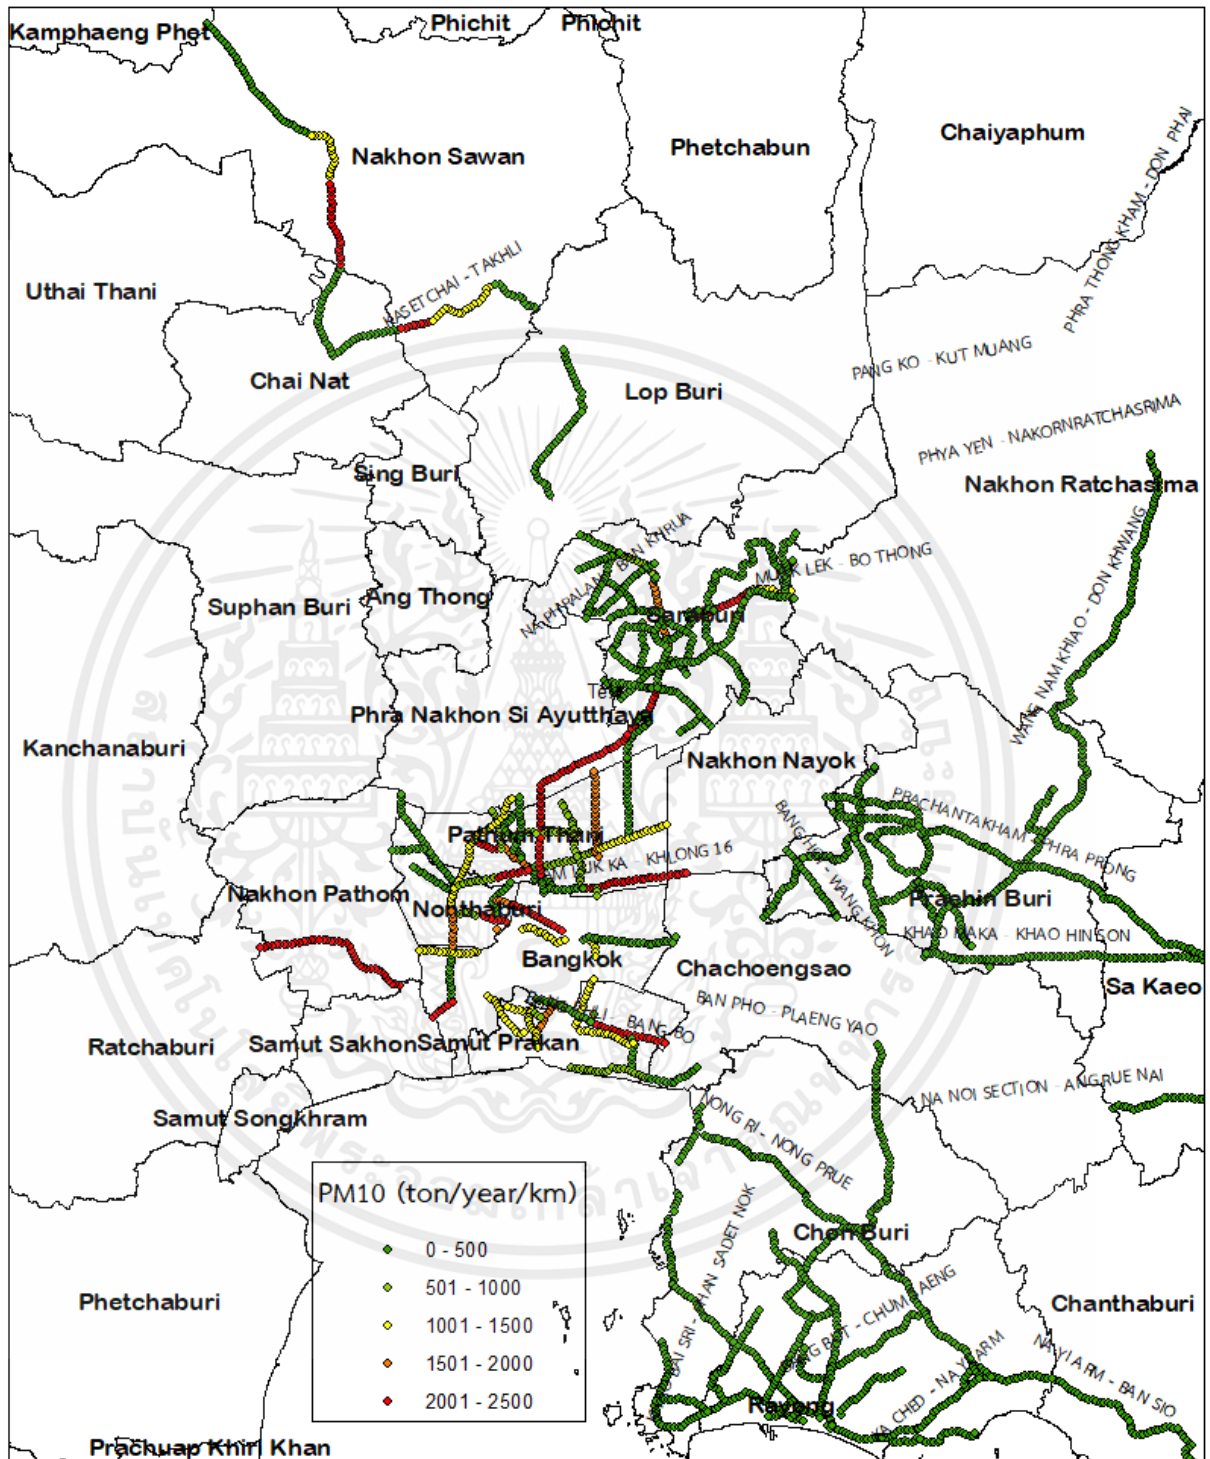 Phichit
Phichit
Kamphaeng Phet
Chaiyaphum
Phetchabun
Nakhon Sawan
PHRA THONG KHAM - DON PHAI
Uthai Thani
KASET CHAI - TAKHLI
PANG KO - KUT MUANG
Chai Nat
Lop Buri
PHYA YEN - NAKORNRATCHASRIMA
Sing Buri
Nakhon Ratchasima
NA PHRALAN - BAN KHRUA
MUAK LEK - BO THONG
Ang Thong
Suphan Buri
Saraburi
WANG NAM KHIAO - DON KHWANG
Phra Nakhon Si Ayutthaya
Kanchanaburi
Nakhon Nayok
PRACHANTAKHAM - PHRA PRONG
Pathum Thani
LAM LUK KA - KHLONG 16
Nakhon Pathom
Nonthaburi
Prachin Buri
KHAO MAKA - KHAO HIN SON
Bangkok
Chachoengsao
Sa Kaeo
BAN PHO - PLAENG YAO
Ratchaburi
Samut Sakhon
Samut Prakan
NA NOI SECTION - ANGRUE NAI
Samut Songkhram
NONG RI - NONG PRUE
PM10 (ton/year/km)
0 - 500
501 - 1000
1001 - 1500
1501 - 2000
2001 - 2500
Chon Buri
Phetchaburi
Chanthaburi
NA YI ARM - BAN SIO
Rayong
Prachuap Khiri Khan